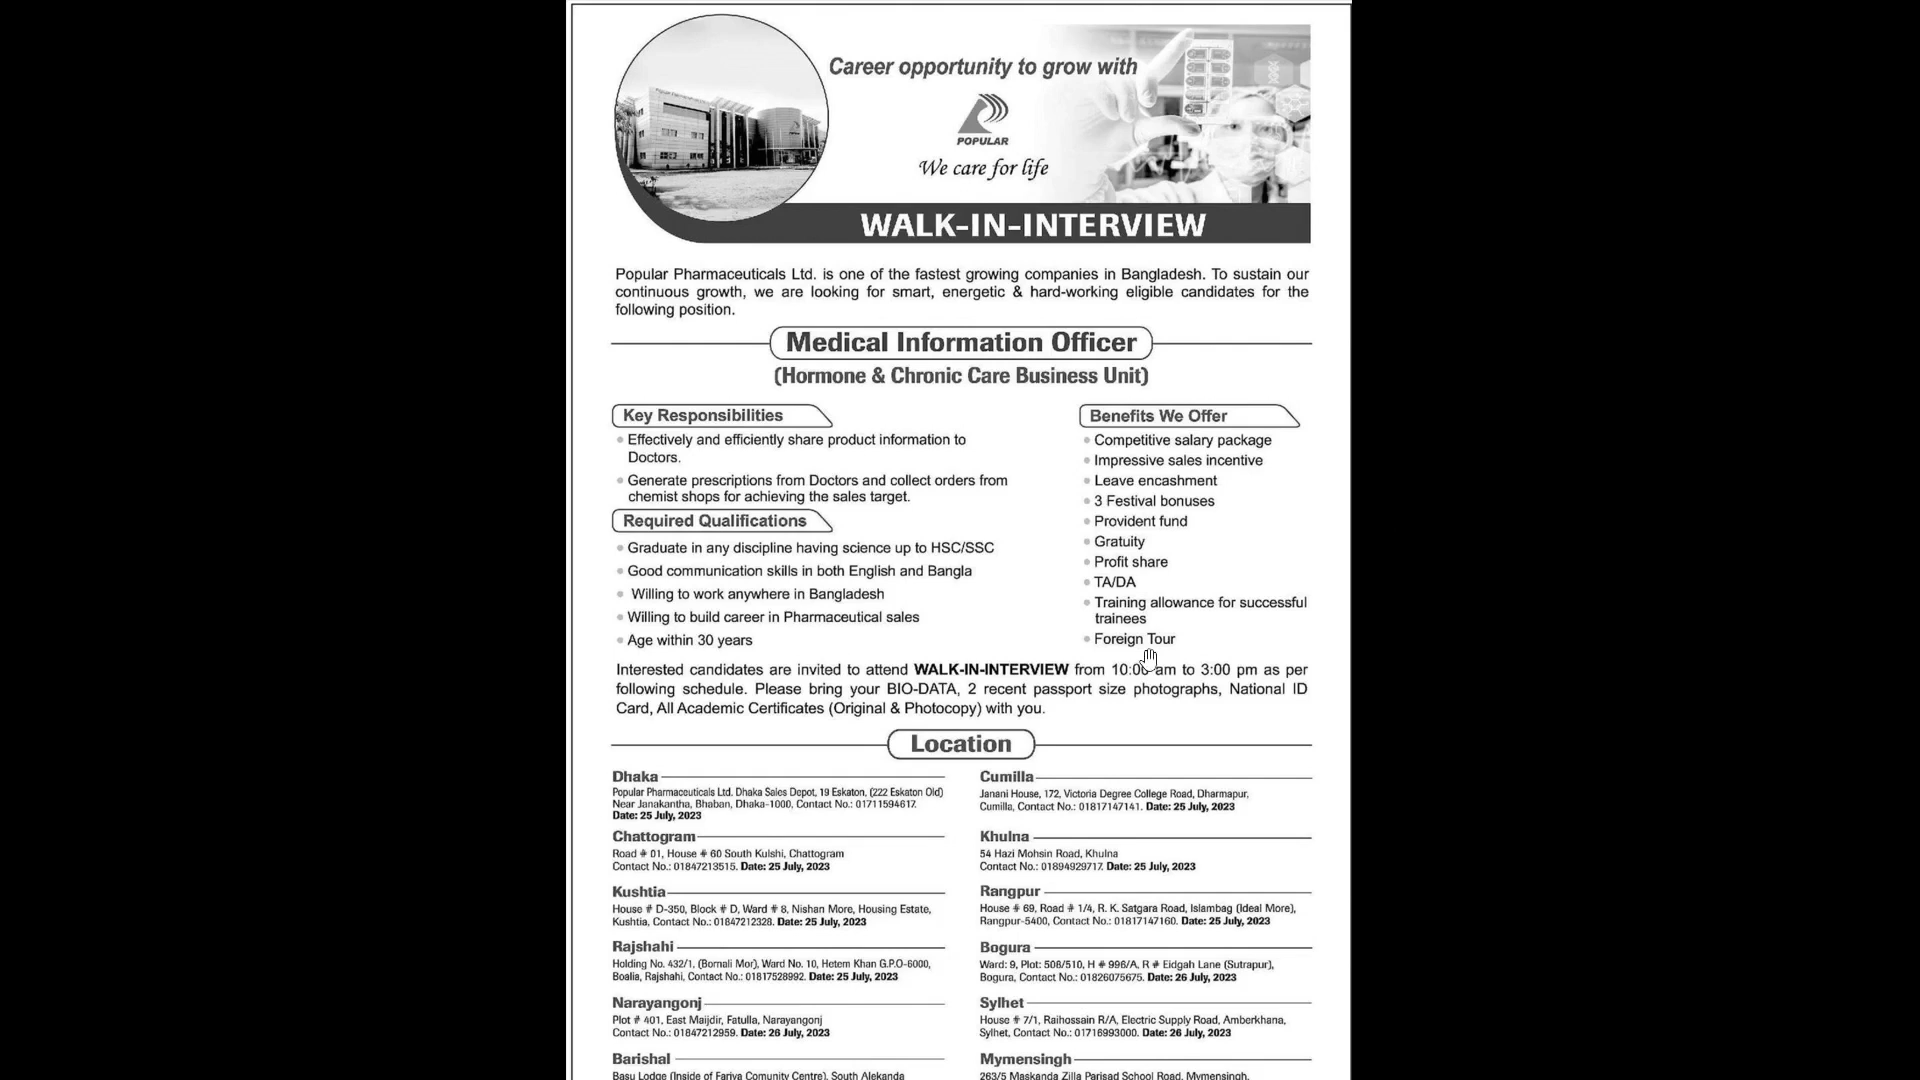 Career opportunity to grow with
POPULAR
We care for life
WALK-IN-INTERVIEW
Popular Pharmaceuticals Ltd. is one of the fastest growing companies in Bangladesh. To sustain our
continuous growth, we are looking for smart, energetic & hard-working eligible candidates for the
following position.
Medical Information Officer
(Hormone & Chronic Care Business Unit)
Key Responsibilities
Effectively and efficiently share product information to
Doctors.
Generate prescriptions from Doctors and collect orders from
chemist shops for achieving the sales target.
Required Qualifications
Graduate in any discipline having science up to HSC/SSC
Good communication skills in both English and Bangla
Willing to work anywhere in Bangladesh
Willing to build career in Pharmaceutical sales
Age within 30 years
Benefits We Offer
Competitive salary package
Impressive sales incentive
Leave encashment
3 Festival bonuses
Provident fund
Gratuity
Profit share
TA/DA
Training allowance for successful
trainees
Foreign Tour
Interested candidates are invited to attend WALK-IN-INTERVIEW from 10:00 am to 3:00 pm as per
following schedule. Please bring your BIO-DATA, 2 recent passport size photographs, National ID
Card, All Academic Certificates (Original & Photocopy) with you.
Location
Dhaka
Popular Pharmaceuticals Ltd. Dhaka Sales Depot, 19 Eskaton, (222 Eskaton Old)
Near Janakantha, Bhaban, Dhaka-1000, Contact No.: 01711594617.
Date: 25 July, 2023
Cumilla
Janani House, 172, Victoria Degree College Road, Dharmapur,
Cumilla, Contact No.: 01817147141. Date: 25 July, 2023
Chattogram
Road # 01, House # 60 South Kulshi, Chattogram
Contact No.: 01847213515. Date: 25 July, 2023
Khulna
54 Hazi Mohsin Road, Khulna
Contact No.: 01894929717. Date: 25 July, 2023
Kushtia
House # D-350, Block # D, Ward # 8, Nishan More, Housing Estate,
Kushtia, Contact No.: 01847212328. Date: 25 July, 2023
Rangpur
House # 69, Road # 1/4, R. K. Satgara Road, Islambag (Ideal More),
Rangpur-5400, Contact No.: 01817147160. Date: 25 July, 2023
Rajshahi
Holding No. 432/1, (Bornali Mor), Ward No. 10, Hetem Khan G.P.O-6000,
Boalia, Rajshahi, Contact No.: 01817528992. Date: 25 July, 2023
Bogura
Ward: 9, Plot: 508/510, H # 996/A, R # Eidgah Lane (Sutrapur),
Bogura, Contact No.: 01826075675. Date: 26 July, 2023
Narayangonj
Plot # 401, East Maijdir, Fatulla, Narayangonj
Contact No.: 01847212959. Date: 26 July, 2023
Sylhet
House # 7/1, Raihossain R/A, Electric Supply Road, Amberkhana,
Sylhet, Contact No.: 01716993000. Date: 26 July, 2023
Barishal
Basu Lodge (Inside of Fariya Comunity Centre), South Alekanda
Mymensingh
263/5 Maskanda Zilla Parisad School Road, Mymensingh,